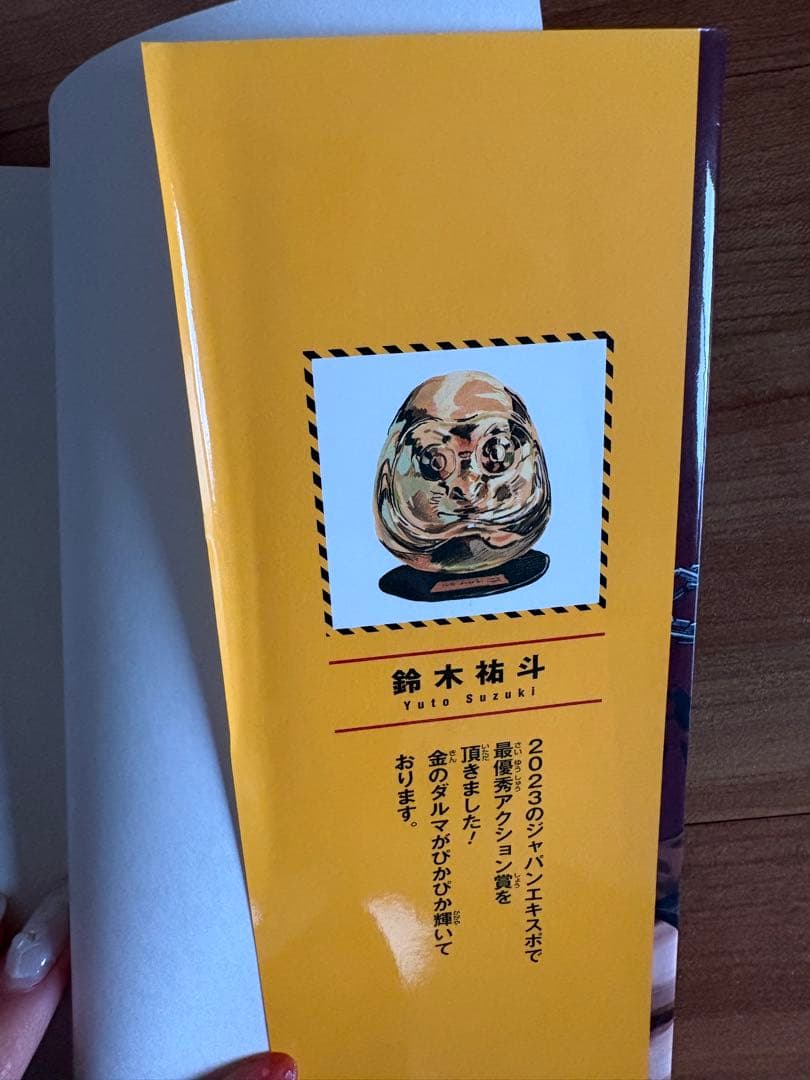 鈴木祐斗
Yuto Suzuki
2023のジャパンエキスポで
最優秀アクション賞を
頂きました!
金のダルマがぴかぴか輝いて
おります。